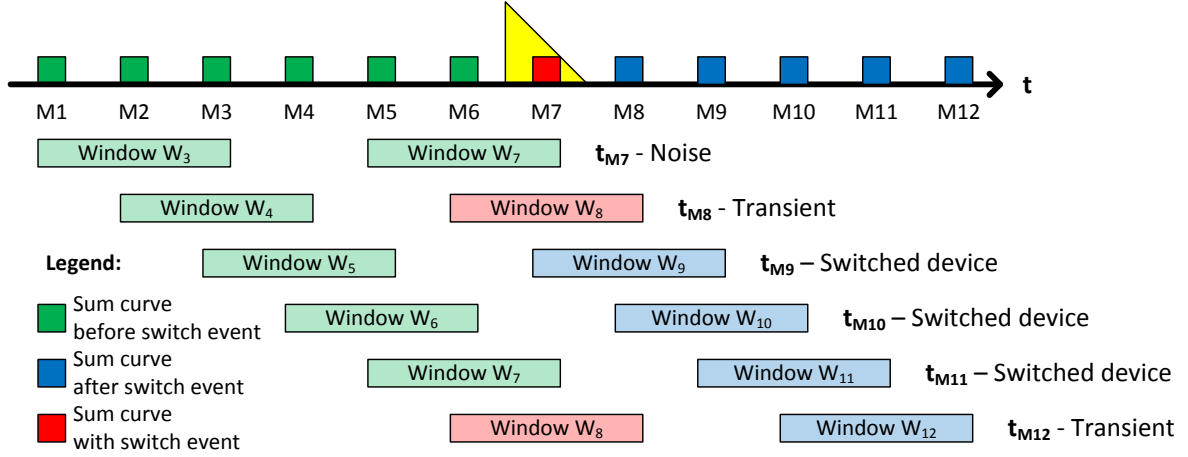 t
M1 M2 M3 M4 M5 M6 M7 M8 M9 M10 M11 M12
Window W3 Window W7 tM7 - Noise
Window W4 Window W8 tM8 - Transient
Legend: Window W5 Window W9 tM9 – Switched device
Sum curve
before switch event
Window W6 Window W10 tM10 – Switched device
Sum curve
after switch event
Window W7 Window W11 tM11 – Switched device
Sum curve
with switch event
Window W8 Window W12 tM12 - Transient